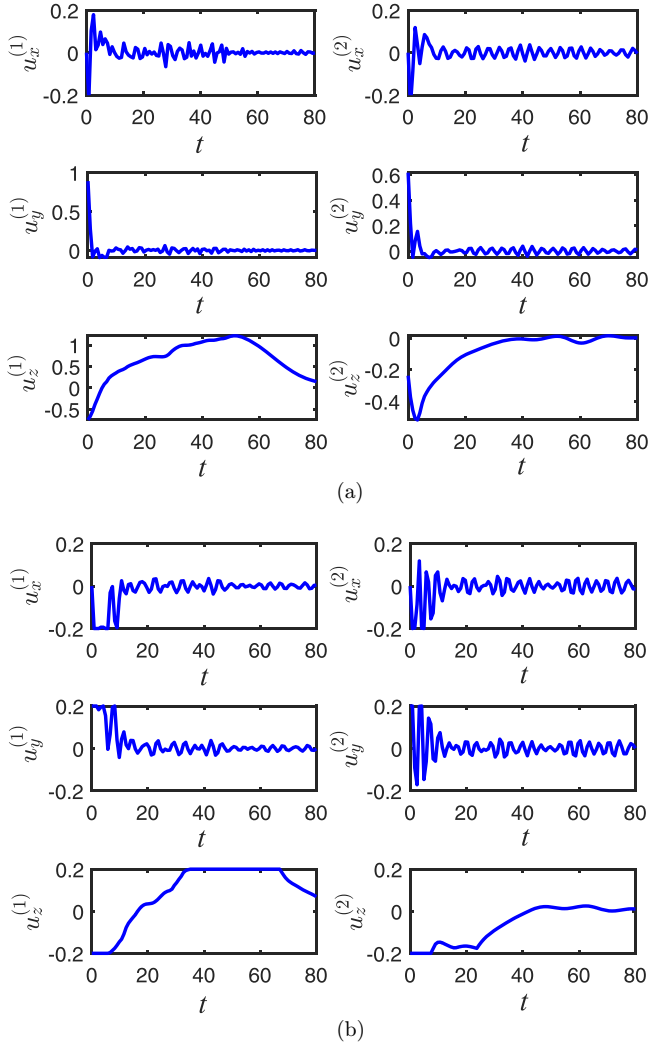 u_x^{(1)} 0 -0.2 0 20 40 60 80 t
u_x^{(2)} 0 -0.2 0 20 40 60 80 t
u_y^{(1)} 1 0.5 0 0 20 40 60 80 t
u_y^{(2)} 0.6 0.4 0.2 0 0 20 40 60 80 t
u_z^{(1)} 1 0.5 0 -0.5 0 20 40 60 80 t
u_z^{(2)} 0 -0.2 -0.4 0 20 40 60 80 t
(a)
u_x^{(1)} 0.2 0 -0.2 0 20 40 60 80 t
u_x^{(2)} 0.2 0 -0.2 0 20 40 60 80 t
u_y^{(1)} 0.2 0 -0.2 0 20 40 60 80 t
u_y^{(2)} 0.2 0 -0.2 0 20 40 60 80 t
u_z^{(1)} 0.2 0 -0.2 0 20 40 60 80 t
u_z^{(2)} 0.2 0 -0.2 0 20 40 60 80 t
(b)